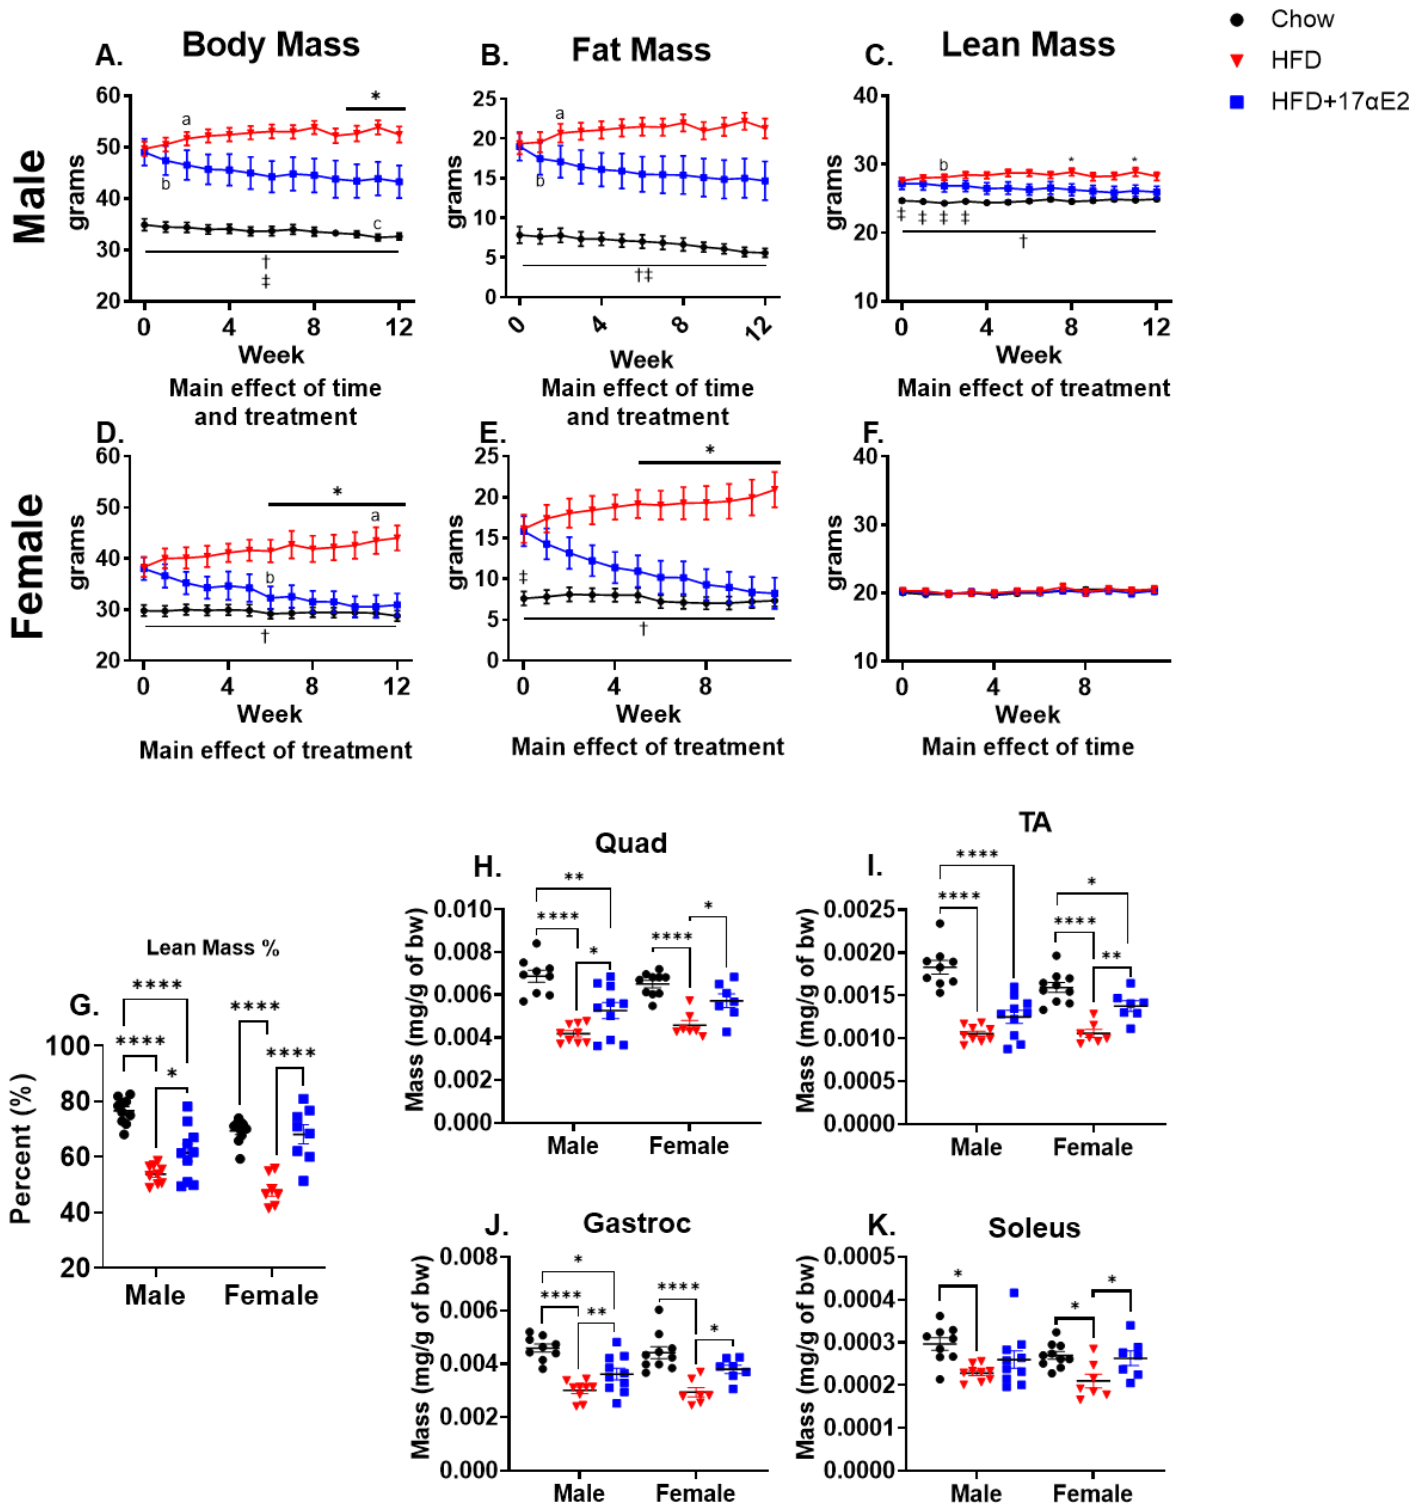 Chow
HFD
HFD+17αE2
Male
Female
A.
Body Mass
60
50
40
30
20
grams
*
a
b
c
†
‡
0
4
8
12
Week
Main effect of time
and treatment
B.
Fat Mass
25
20
15
10
5
0
grams
a
b
†‡
0
4
8
12
Week
Main effect of time
and treatment
C.
Lean Mass
40
30
20
10
grams
b
*
*
‡
‡
‡
‡
†
0
4
8
12
Week
Main effect of treatment
D.
60
50
40
30
20
grams
*
a
b
†
0
4
8
12
Week
Main effect of treatment
E.
25
20
15
10
5
0
grams
*
‡
†
0
4
8
Week
Main effect of treatment
F.
40
30
20
10
grams
0
4
8
Week
Main effect of time
G.
Lean Mass %
****
****
*
****
****
100
80
60
40
20
Percent (%)
Male
Female
H.
Quad
**
****
*
****
*
0.010
0.008
0.006
0.004
0.002
0.000
Mass (mg/g of bw)
Male
Female
I.
TA
****
****
*
****
**
0.0025
0.0020
0.0015
0.0010
0.0005
0.0000
Mass (mg/g of bw)
Male
Female
J.
Gastroc
*
****
**
****
*
0.008
0.006
0.004
0.002
0.000
Mass (mg/g of bw)
Male
Female
K.
Soleus
*
*
*
0.0005
0.0004
0.0003
0.0002
0.0001
0.0000
Mass (mg/g of bw)
Male
Female